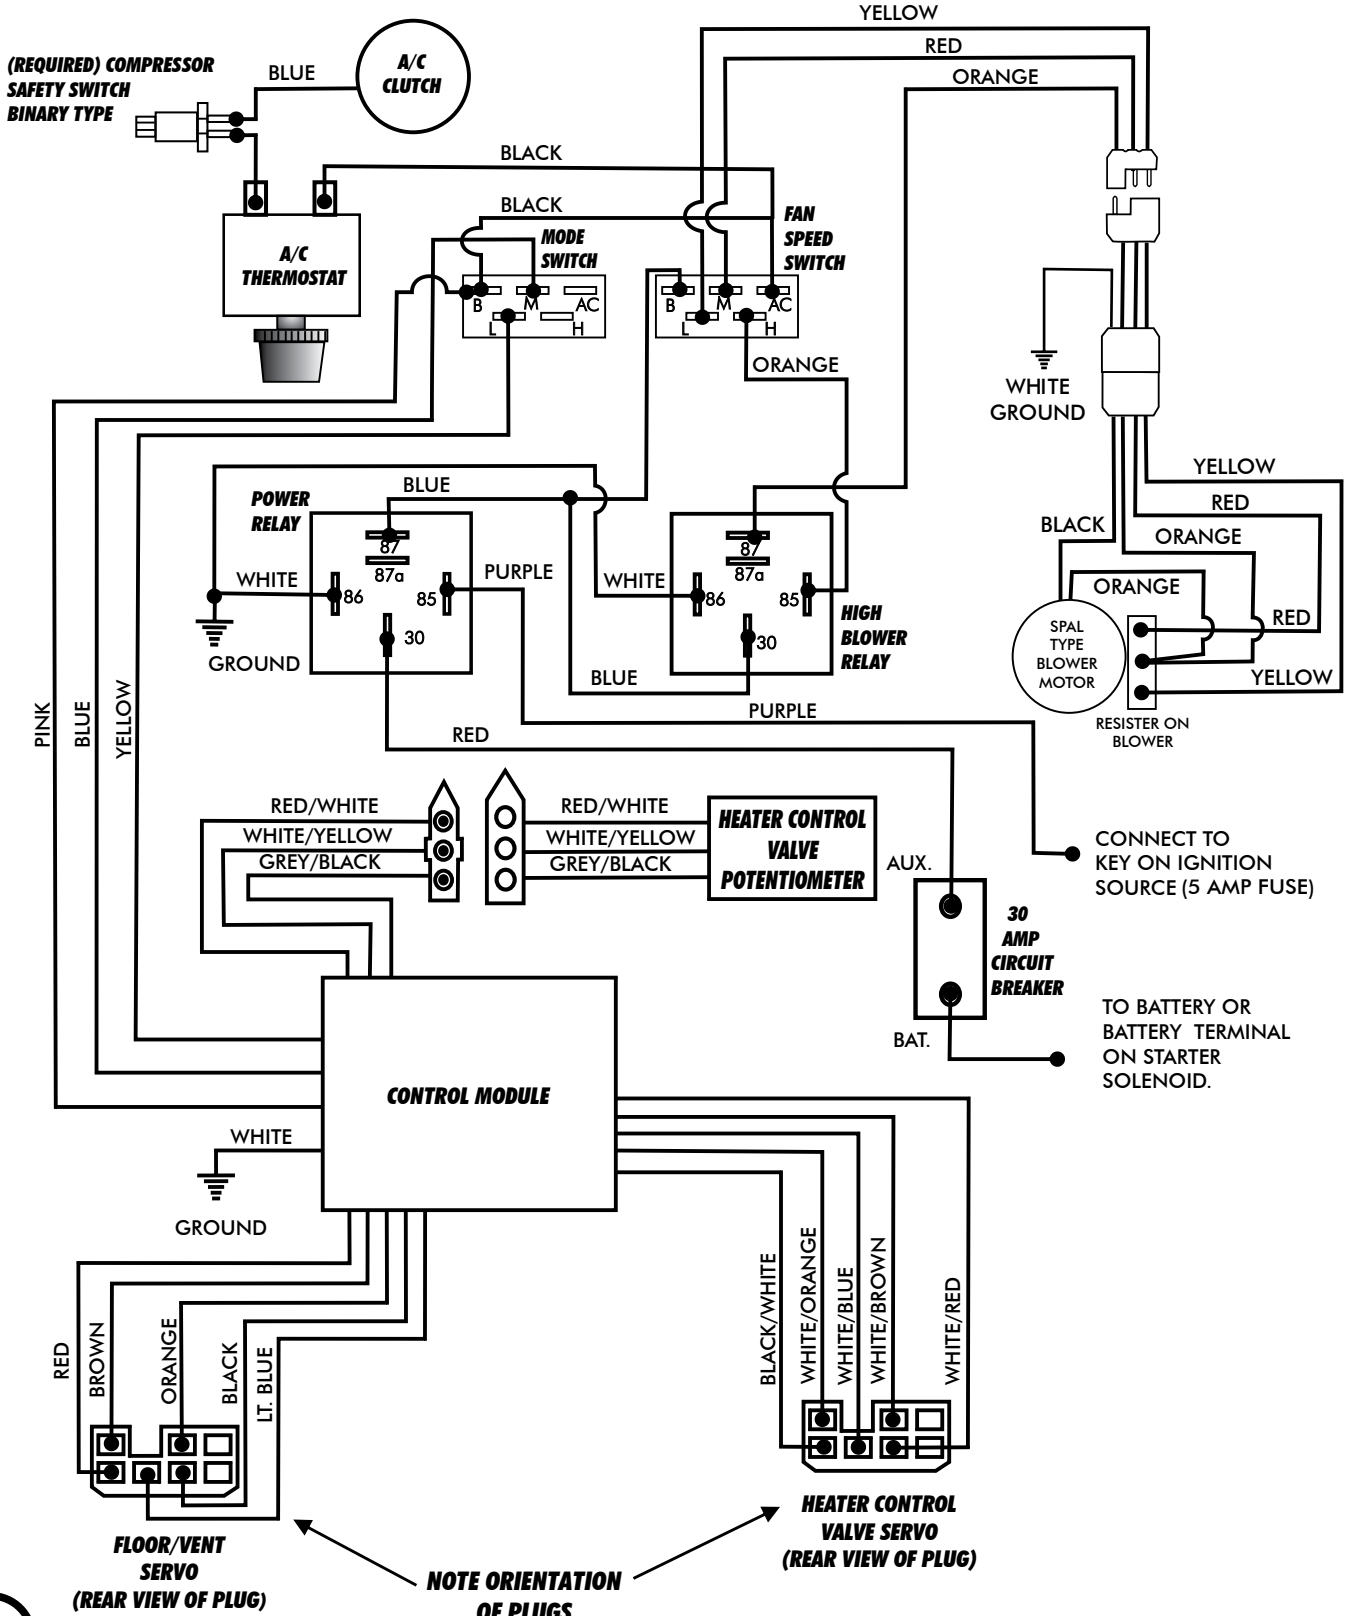 YELLOW
RED
ORANGE
(REQUIRED) COMPRESSOR
SAFETY SWITCH
BINARY TYPE
BLUE
A/C
CLUTCH
BLACK
BLACK
A/C
THERMOSTAT
MODE
SWITCH
B
M
AC
L
H
FAN
SPEED
SWITCH
B
M
AC
L
H
ORANGE
WHITE
GROUND
YELLOW
RED
BLACK
ORANGE
ORANGE
RED
SPAL
TYPE
BLOWER
MOTOR
YELLOW
RESISTER ON
BLOWER
POWER
RELAY
BLUE
87
87a
86
85
30
WHITE
GROUND
PURPLE
WHITE
87
87a
86
85
30
HIGH
BLOWER
RELAY
BLUE
PURPLE
RED
PINK
BLUE
YELLOW
RED/WHITE
WHITE/YELLOW
GREY/BLACK
RED/WHITE
WHITE/YELLOW
GREY/BLACK
HEATER CONTROL
VALVE
POTENTIOMETER
AUX.
30
AMP
CIRCUIT
BREAKER
BAT.
CONNECT TO
KEY ON IGNITION
SOURCE (5 AMP FUSE)
TO BATTERY OR
BATTERY TERMINAL
ON STARTER
SOLENOID.
CONTROL MODULE
WHITE
GROUND
RED
BROWN
ORANGE
BLACK
LT. BLUE
BLACK/WHITE
WHITE/ORANGE
WHITE/BLUE
WHITE/BROWN
WHITE/RED
FLOOR/VENT
SERVO
(REAR VIEW OF PLUG)
HEATER CONTROL
VALVE SERVO
(REAR VIEW OF PLUG)
NOTE ORIENTATION
OF PLUGS